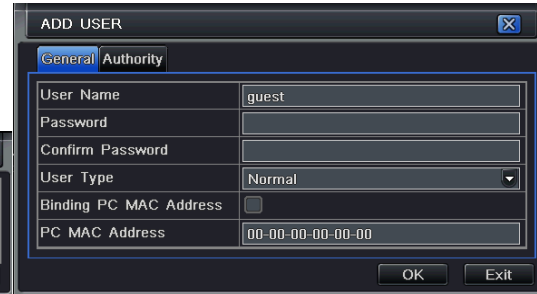 ADD USER
General Authority
User Name guest
Password
Confirm Password
User Type Normal
Binding PC MAC Address
PC MAC Address 00-00-00-00-00-00
OK Exit